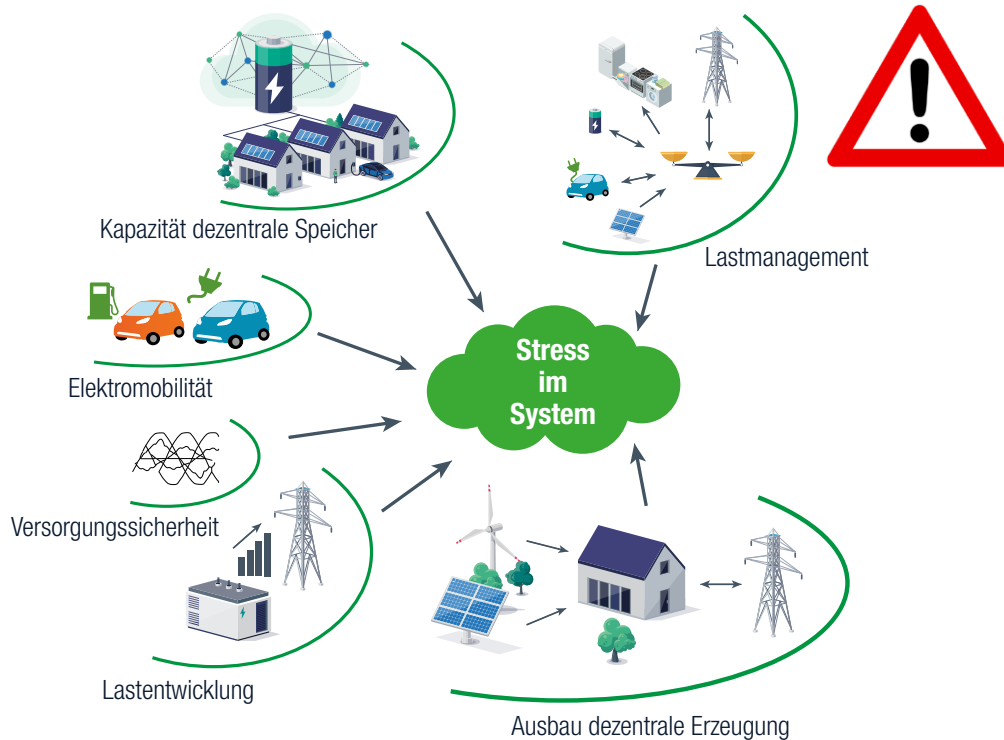 Kapazität dezentrale Speicher
Lastmanagement
Stress
im
System
Elektromobilität
Versorgungssicherheit
Lastentwicklung
Ausbau dezentrale Erzeugung